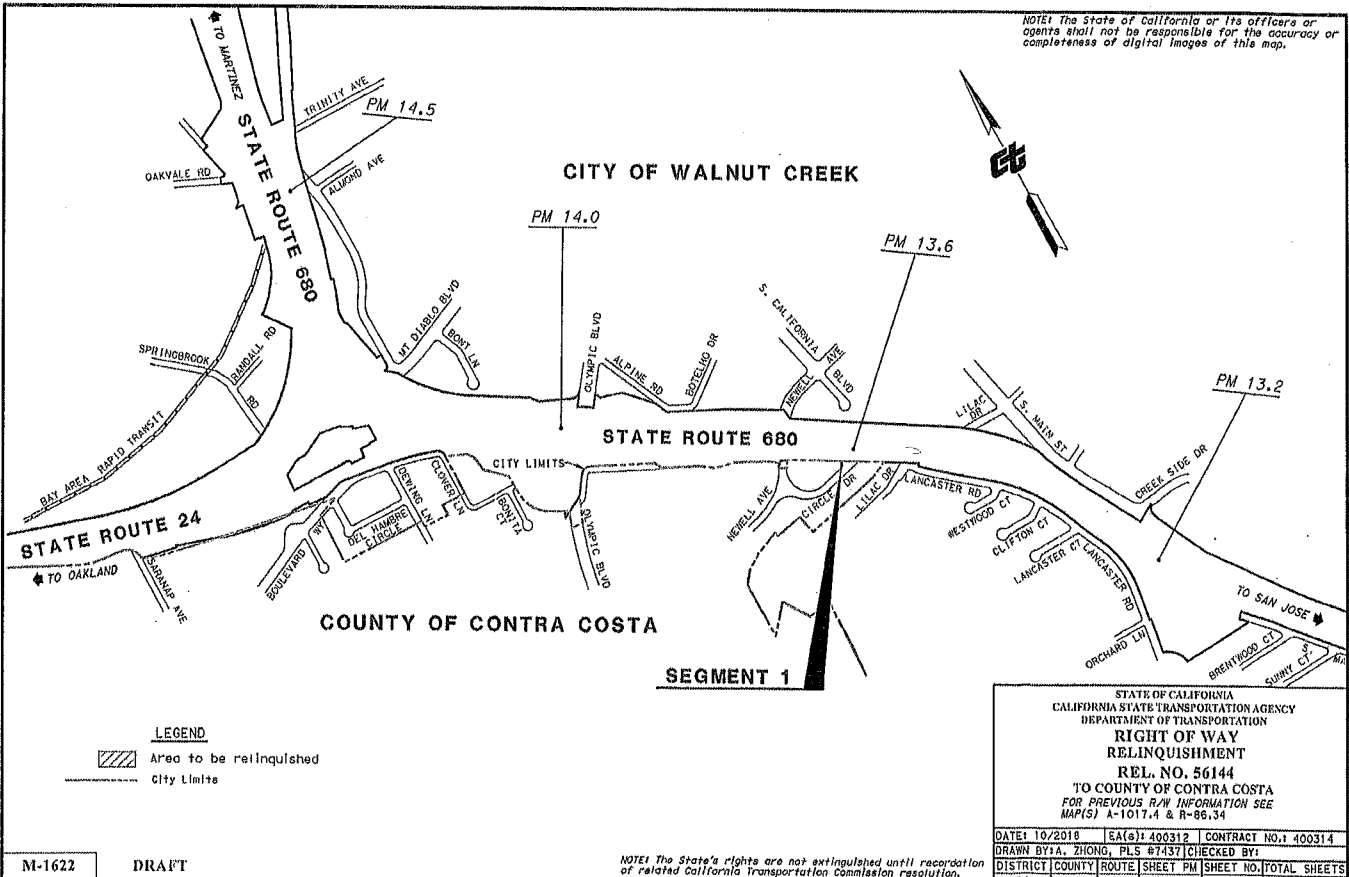 NOTE: The State of California or its officers or
agents shall not be responsible for the accuracy or
completeness of digital images of this map.
TO MARTINEZ
STATE ROUTE 680
TRINITY AVE
PM 14.5
OAKVALE RD
ALMOND AVE
CITY OF WALNUT CREEK
Ct
PM 14.0
PM 13.6
PM 13.2
MT DIABLO BLVD
BONT LN
OLYMPIC BLVD
ALPINE RD
BOTELHO DR
S. CALIFORNIA
BLVD
NEWELL AVE
SPRINGBROOK
RD
RANDALL RD
BAY AREA RAPID TRANSIT
STATE ROUTE 680
LILAC DR
S. MAIN ST
CREEK SIDE DR
CITY LIMITS
STATE ROUTE 24
TO OAKLAND
SARANAP AVE
BOULEVARD WY
DEL HAMBRE
CIRCLE
DEWING LN
CLOVER LN
BONITA CT
OLYMPIC BLVD
NEWELL AVE
CIRCLE DR
LILAC DR
LANCASTER RD
WESTWOOD CT
CLIFTON CT
LANCASTER CT
LANCASTER RD
ORCHARD LN
TO SAN JOSE
BRENTWOOD CT
SUNNY CT
S.
COUNTY OF CONTRA COSTA
SEGMENT 1
LEGEND
Area to be relinquished
City Limits
STATE OF CALIFORNIA
CALIFORNIA STATE TRANSPORTATION AGENCY
DEPARTMENT OF TRANSPORTATION
RIGHT OF WAY
RELINQUISHMENT
REL. NO. 56144
TO COUNTY OF CONTRA COSTA
FOR PREVIOUS R/W INFORMATION SEE
MAP(S) A-1017.4 & R-86.34
DATE: 10/2018 EA(s): 400312 CONTRACT NO.: 400314
DRAWN BY: A. ZHONG, PLS #7437 CHECKED BY:
DISTRICT COUNTY ROUTE SHEET PM SHEET NO. TOTAL SHEETS
M-1622 DRAFT
NOTE: The State's rights are not extinguished until recordation
of related California Transportation Commission resolution.